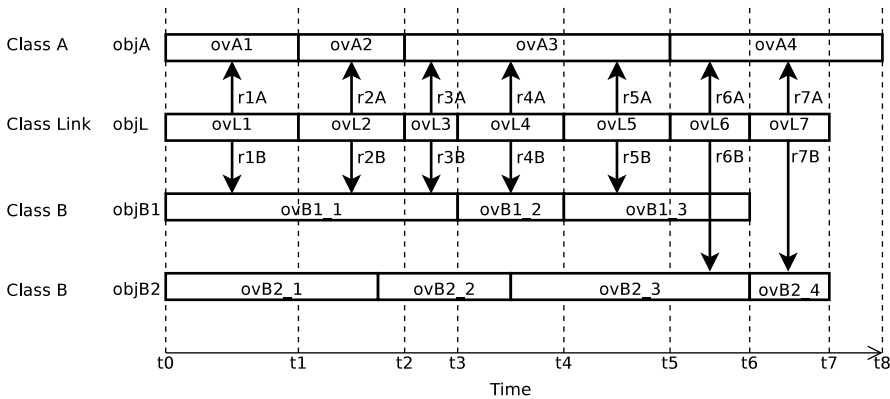 Class A objA ovA1 ovA2 ovA3 ovA4
r1A r2A r3A r4A r5A r6A r7A
Class Link objL ovL1 ovL2 ovL3 ovL4 ovL5 ovL6 ovL7
r1B r2B r3B r4B r5B r6B r7B
Class B objB1 ovB1_1 ovB1_2 ovB1_3
Class B objB2 ovB2_1 ovB2_2 ovB2_3 ovB2_4
t0 t1 t2 t3 t4 t5 t6 t7 t8
Time